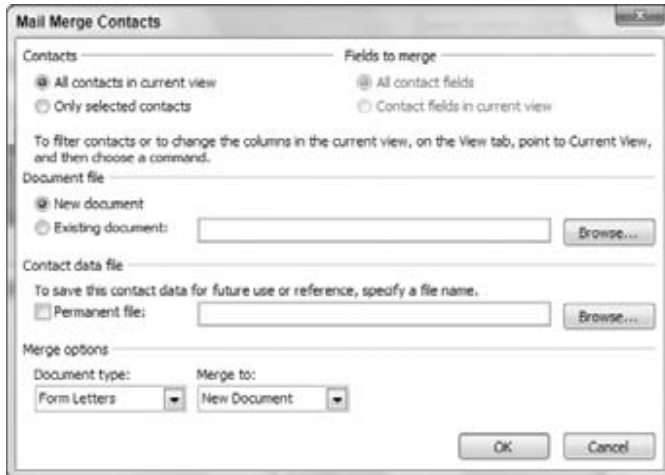 Mail Merge Contacts
Contacts
Fields to merge
All contacts in current view
All contact fields
Only selected contacts
Contact fields in current view
To filter contacts or to change the columns in the current view, on the View tab, point to Current View,
and then choose a command.
Document file
New document
Existing document:
Browse...
Contact data file
To save this contact data for future use or reference, specify a file name.
Permanent file:
Browse...
Merge options
Document type:
Merge to:
Form Letters
New Document
OK
Cancel